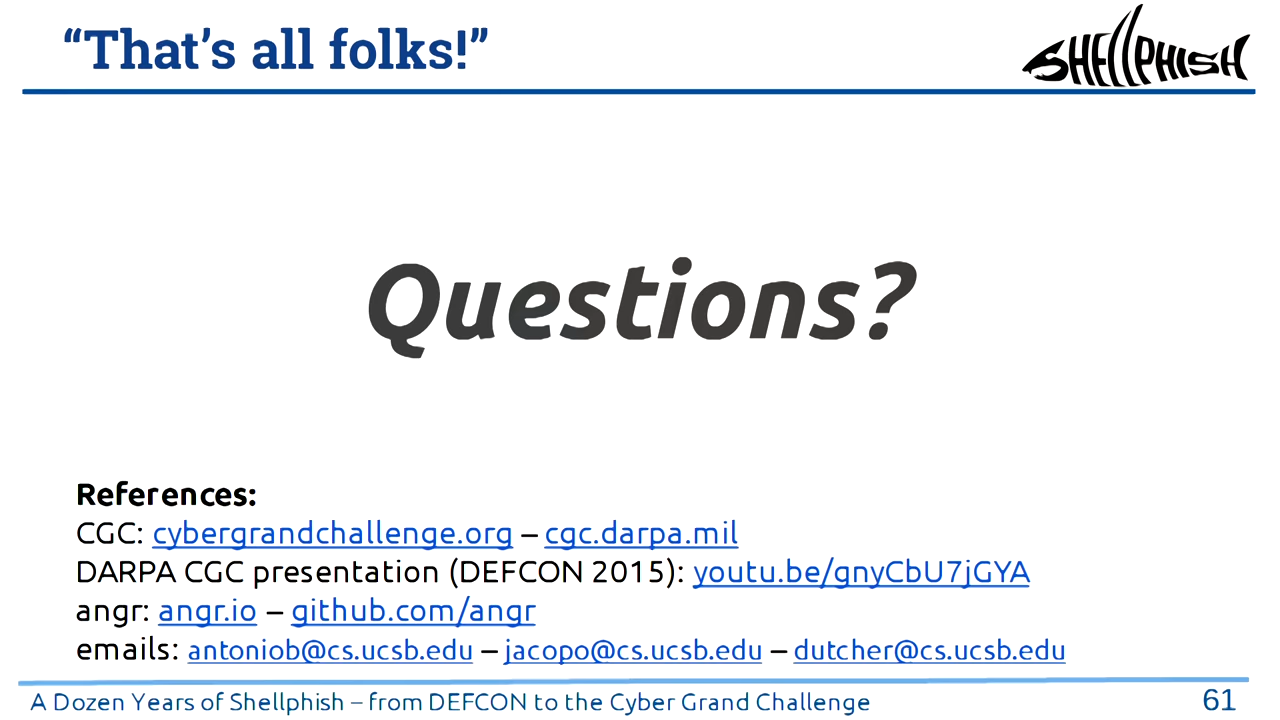 “That’s all folks!”
SHELLPHISH
Questions?
References:
CGC: cybergrandchallenge.org – cgc.darpa.mil
DARPA CGC presentation (DEFCON 2015): youtu.be/gnyCbU7jGYA
angr: angr.io – github.com/angr
emails: antoniob@cs.ucsb.edu – jacopo@cs.ucsb.edu – dutcher@cs.ucsb.edu
A Dozen Years of Shellphish – from DEFCON to the Cyber Grand Challenge
61